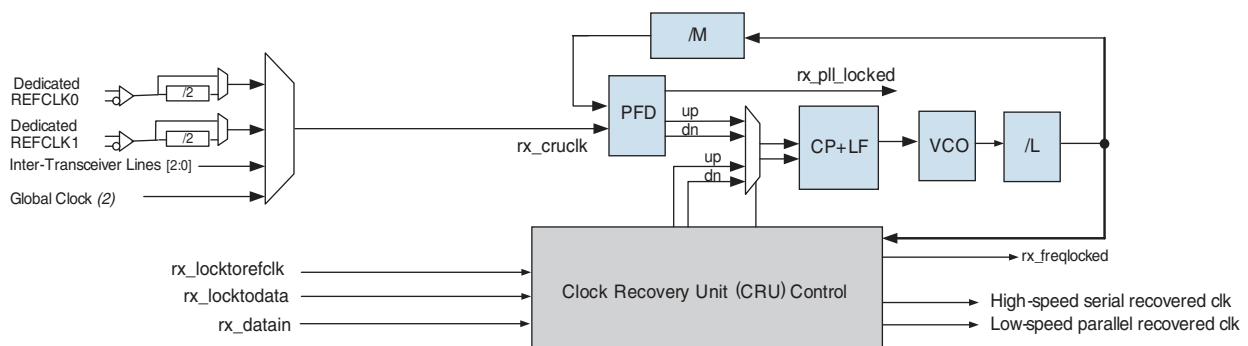 /M
Dedicated
REFCLK0
/2
rx_pll_locked
PFD
up
dn
CP+LF
VCO
/L
Dedicated
REFCLK1
/2
rx_cruclk
Inter-Transceiver Lines [2:0]
up
dn
Global Clock (2)
rx_freqlocked
rx_locktorefclk
rx_locktodata
rx_datain
Clock Recovery Unit (CRU) Control
High-speed serial recovered clk
Low-speed parallel recovered clk